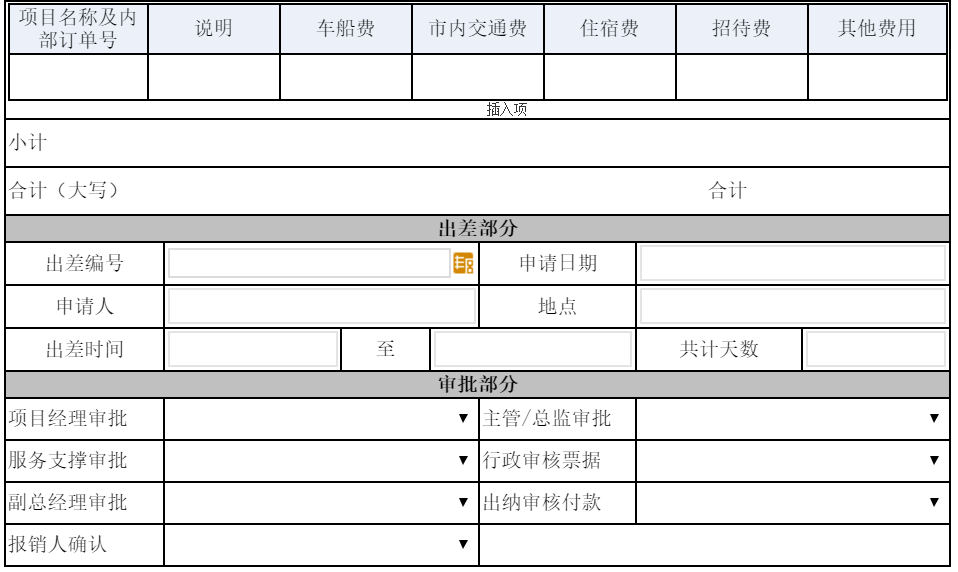 项目名称及内部订单号 说明 车船费 市内交通费 住宿费 招待费 其他费用
插入项
小计
合计（大写） 合计
出差部分
出差编号 申请日期
申请人 地点
出差时间 至 共计天数
审批部分
项目经理审批 主管/总监审批
服务支撑审批 行政审核票据
副总经理审批 出纳审核付款
报销人确认